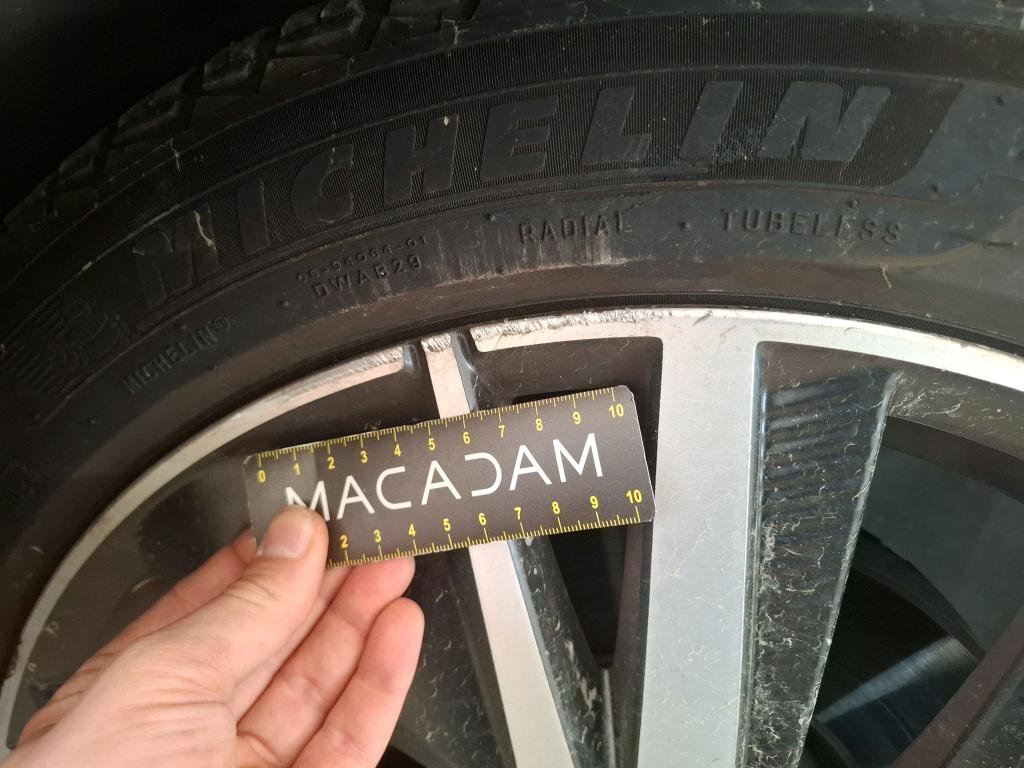 MICHELIN
RADIAL TUBELESS
DWAB29
MICHELIN®
0 1 2 3 4 5 6 7 8 9 10
MACADAM
2 3 4 5 6 7 8 9 10